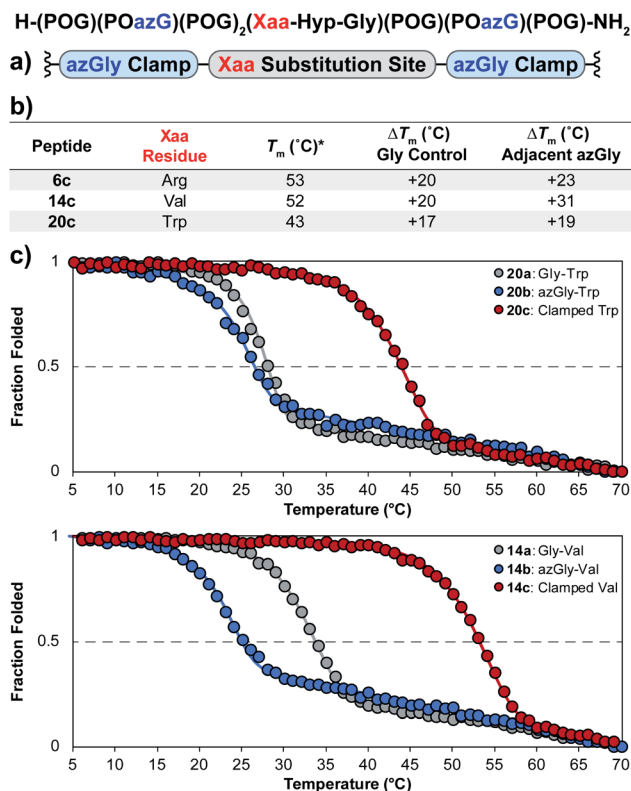 H-(POG)(POazG)(POG)₂(Xaa-Hyp-Gly)(POG)(POazG)(POG)-NH₂
a) azGly Clamp Xaa Substitution Site azGly Clamp
b)
Peptide Xaa Residue Tm (˚C)* ΔTm (˚C) Gly Control ΔTm (˚C) Adjacent azGly
6c Arg 53 +20 +23
14c Val 52 +20 +31
20c Trp 43 +17 +19
c)
1
0.5
0
Fraction Folded
20a: Gly-Trp
20b: azGly-Trp
20c: Clamped Trp
5 10 15 20 25 30 35 40 45 50 55 60 65 70
Temperature (°C)
1
0.5
0
Fraction Folded
14a: Gly-Val
14b: azGly-Val
14c: Clamped Val
5 10 15 20 25 30 35 40 45 50 55 60 65 70
Temperature (°C)